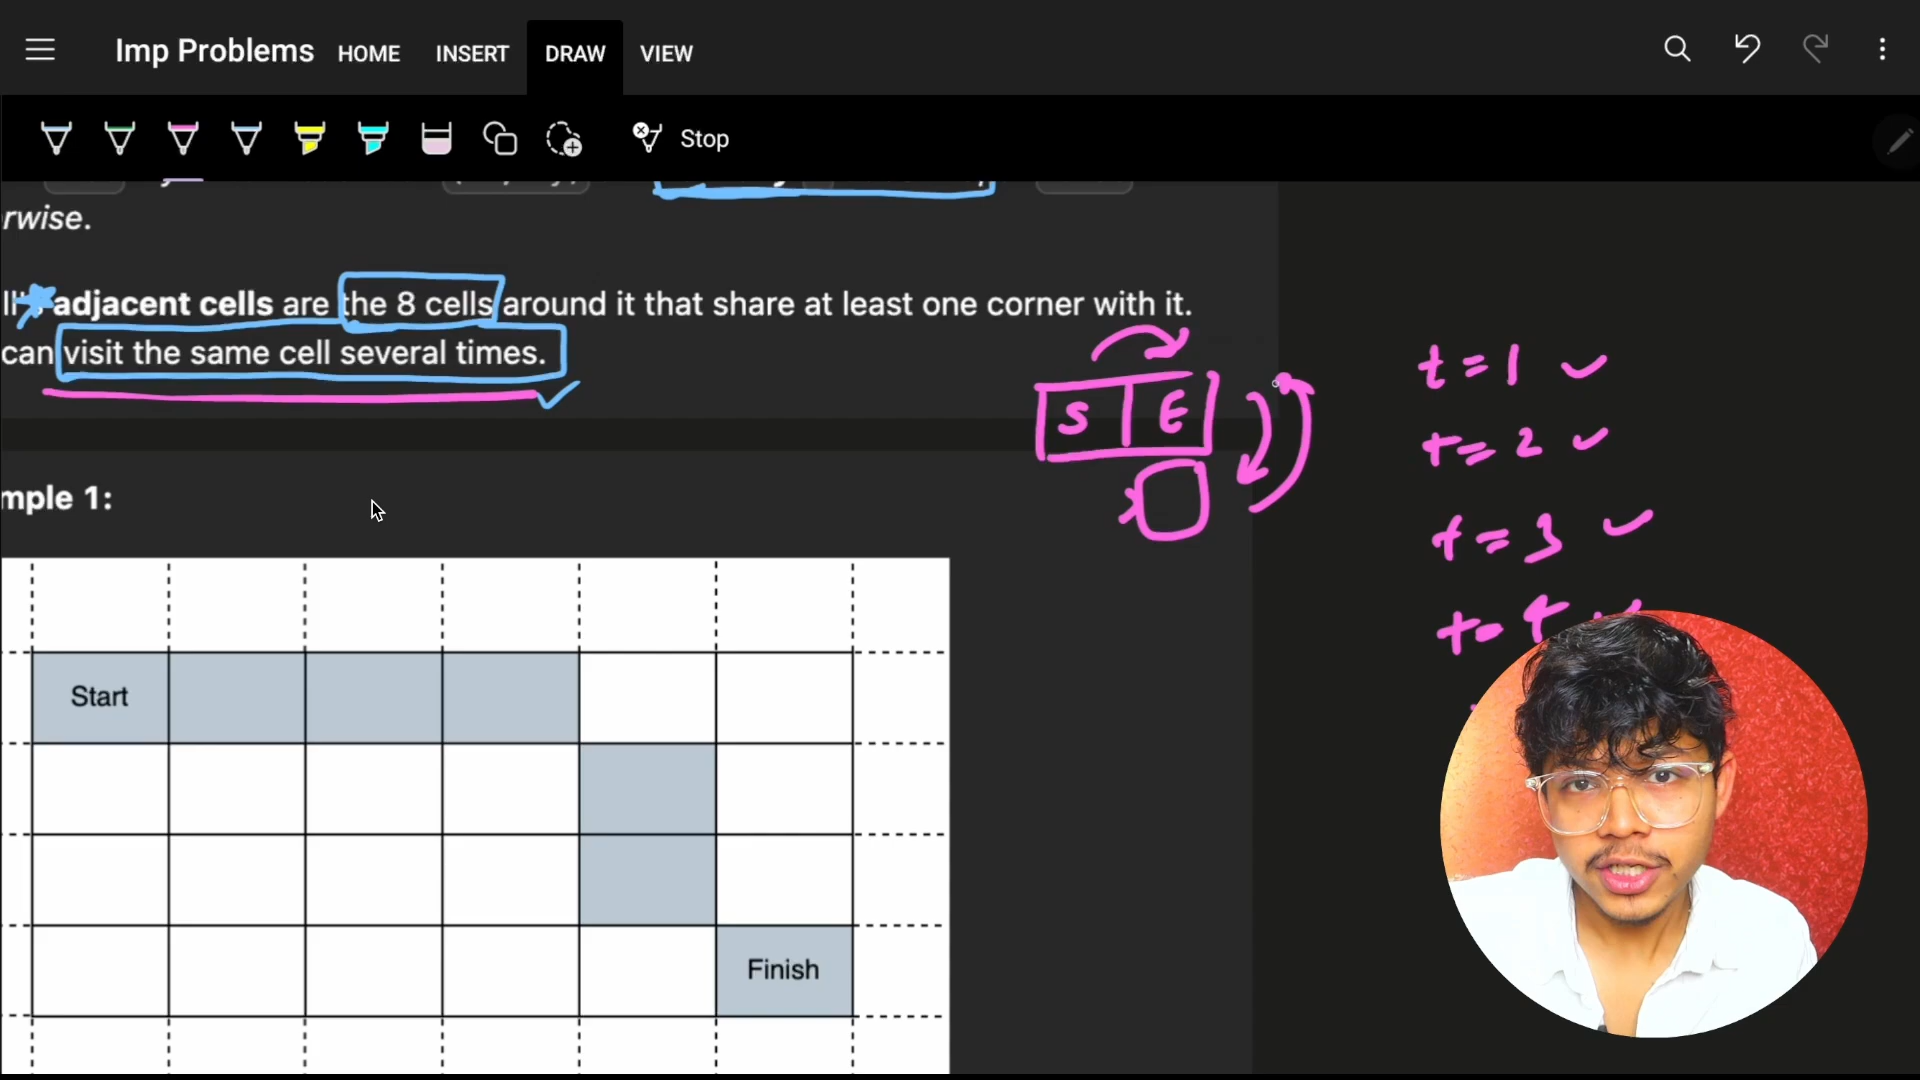 Imp Problems HOME INSERT DRAW VIEW
Stop
rwise.
adjacent cells are the 8 cells around it that share at least one corner with it.
can visit the same cell several times.
S E
t=1
t=2
t=3
t=4
mple 1:
Start
Finish